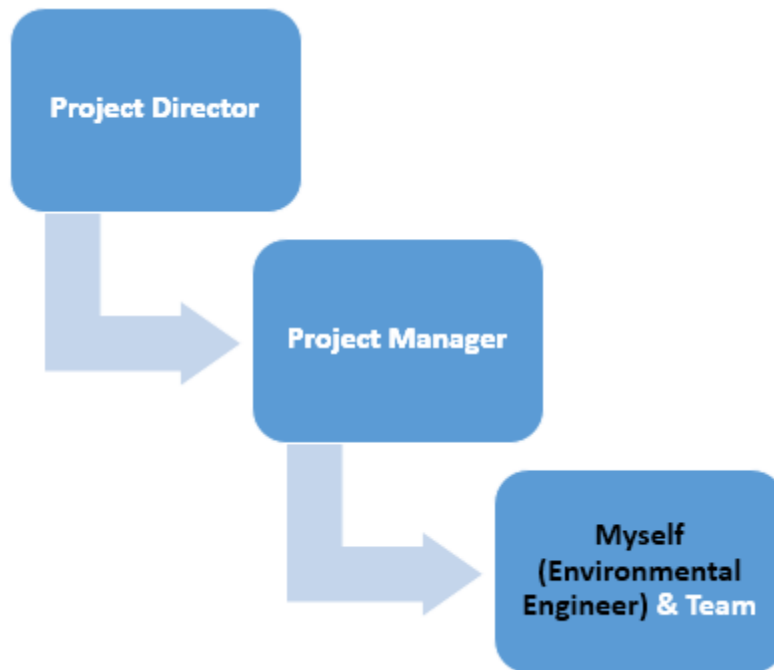 Project Director
Project Manager
Myself
(Environmental
Engineer) & Team